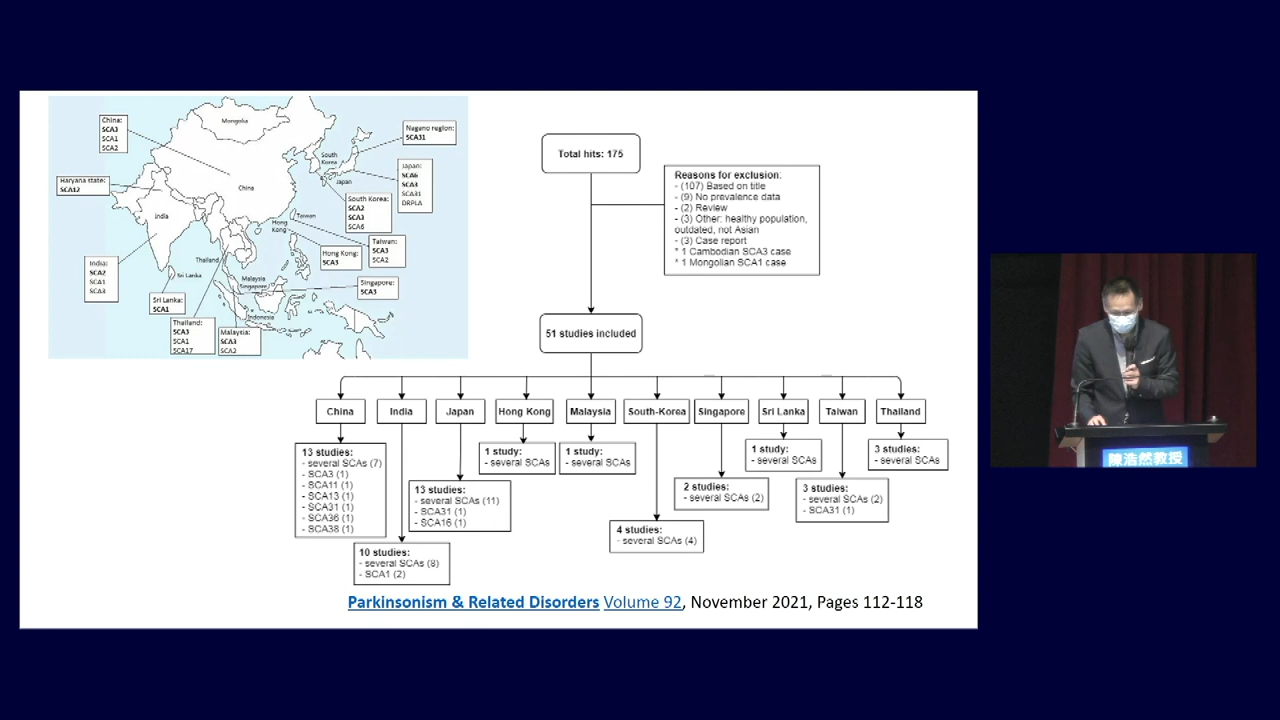 Mongolia
China:
SCA3
SCA1
SCA2
Nagano region:
SCA31
South
Korea
Japan
Japan:
SCA6
SCA3
SCA31
DRPLA
Haryana state:
SCA12
China
South Korea:
SCA2
SCA3
SCA6
India
Taiwan
Hong
Kong
Taiwan:
SCA3
SCA2
Hong Kong:
SCA3
India:
SCA2
SCA1
SCA3
Thailand
Sri Lanka
Malaysia
Singapore
Singapore:
SCA3
Sri Lanka:
SCA1
Indonesia
Thailand:
SCA3
SCA1
SCA17
Malaysia:
SCA3
SCA2
Total hits: 175
Reasons for exclusion:
- (107) Based on title
- (9) No prevalence data
- (2) Review
- (3) Other: healthy population,
outdated, not Asian
- (3) Case report
* 1 Cambodian SCA3 case
* 1 Mongolian SCA1 case
51 studies included
China
India
Japan
Hong Kong
Malaysia
South-Korea
Singapore
Sri Lanka
Taiwan
Thailand
13 studies:
- several SCAs (7)
- SCA3 (1)
- SCA11 (1)
- SCA13 (1)
- SCA31 (1)
- SCA36 (1)
- SCA38 (1)
10 studies:
- several SCAs (8)
- SCA1 (2)
13 studies:
- several SCAs (11)
- SCA31 (1)
- SCA16 (1)
1 study:
- several SCAs
1 study:
- several SCAs
4 studies:
- several SCAs (4)
2 studies:
- several SCAs (2)
1 study:
- several SCAs
3 studies:
- several SCAs (2)
- SCA31 (1)
3 studies:
- several SCAs
Parkinsonism & Related Disorders Volume 92, November 2021, Pages 112-118
陳浩然教授